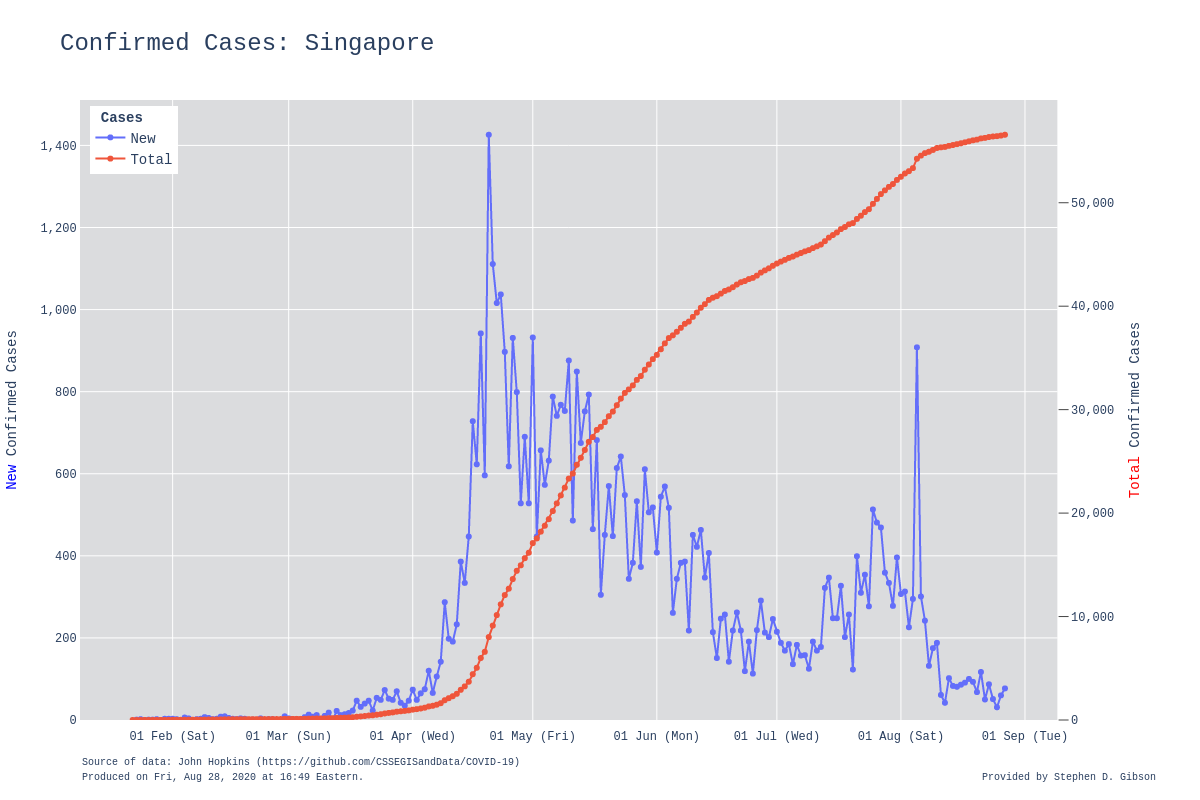 Confirmed Cases: Singapore
Cases
New
Total
1,400
1,200
1,000
800
600
400
200
0
50,000
40,000
30,000
20,000
10,000
0
New Confirmed Cases
Total Confirmed Cases
01 Feb (Sat)
01 Mar (Sun)
01 Apr (Wed)
01 May (Fri)
01 Jun (Mon)
01 Jul (Wed)
01 Aug (Sat)
01 Sep (Tue)
Source of data: John Hopkins (https://github.com/CSSEGISandData/COVID-19)
Produced on Fri, Aug 28, 2020 at 16:49 Eastern.
Provided by Stephen D. Gibson